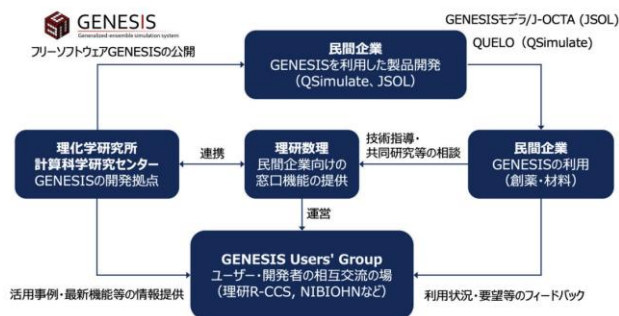 GENESIS
Generalized-ensemble simulation system
フリーソフトウェアGENESISの公開
GENESISモデラ/J-OCTA (JSOL)
QUELO（QSimulate）
民間企業
GENESISを利用した製品開発
（QSimulate、JSOL）
理化学研究所
計算科学研究センター
GENESISの開発拠点
連携
理研数理
民間企業向けの
窓口機能の提供
技術指導・
共同研究等の相談
民間企業
GENESISの利用
（創薬・材料）
運営
GENESIS Users' Group
ユーザー・開発者の相互交流の場
（理研R-CCS, NIBIOHNなど）
活用事例・最新機能等の情報提供
利用状況・要望等のフィードバック